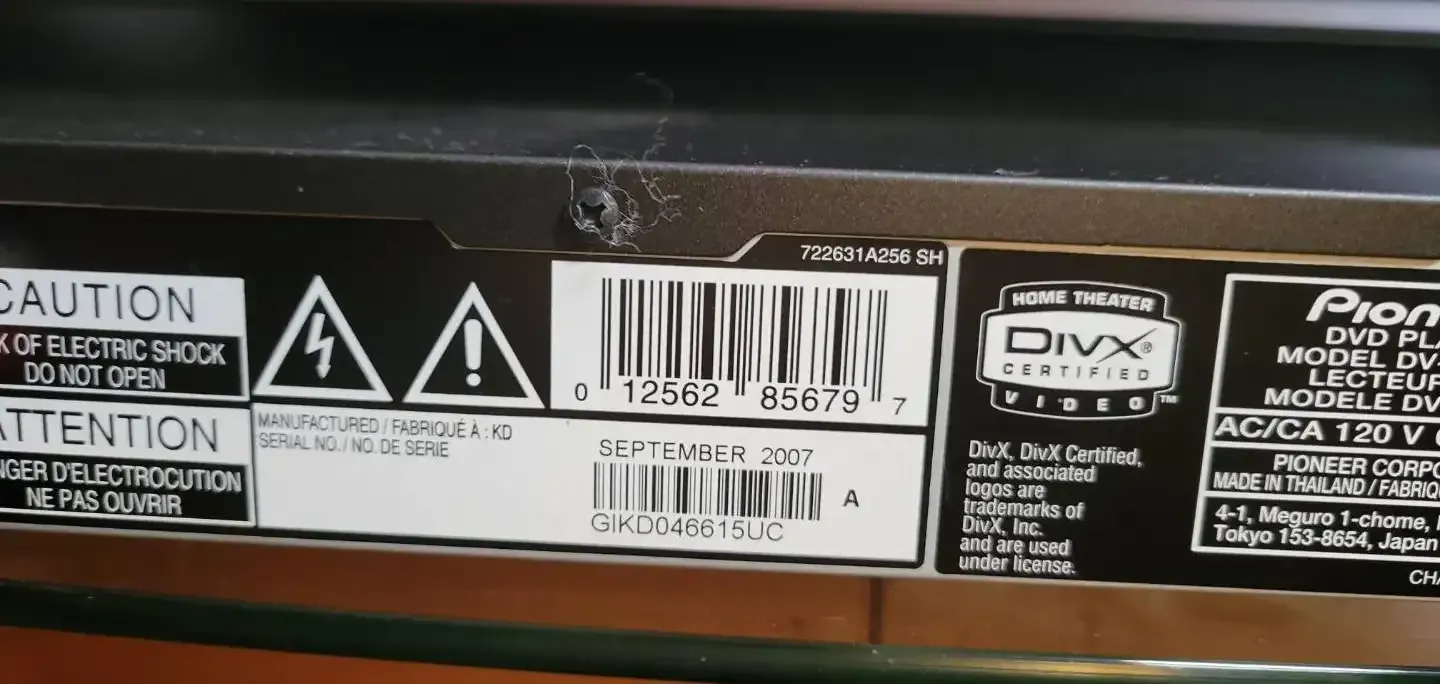 722631A256 SH
CAUTION
K OF ELECTRIC SHOCK
DO NOT OPEN
ATTENTION
NGER D'ELECTROCUTION
NE PAS OUVRIR
MANUFACTURED / FABRIQUÉ À : KD
SERIAL NO. / NO. DE SERIE
0 12562 85679 7
SEPTEMBER 2007
A
GIKD046615UC
HOME THEATER
DIVX®
CERTIFIED
VIDEO™
DivX, DivX Certified,
and associated
logos are
trademarks of
DivX, Inc.
and are used
under license.
Pion
DVD PLA
MODEL DV-
LECTEUR
MODELE DV
AC/CA 120 V
PIONEER CORPO
MADE IN THAILAND / FABRIQ
4-1, Meguro 1-chome,
Tokyo 153-8654, Japan
CH